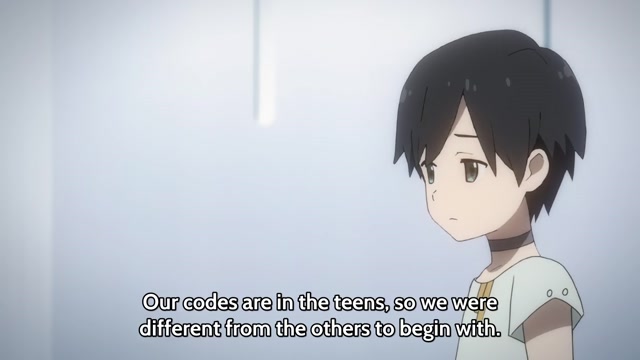 Our codes are in the teens, so we were
different from the others to begin with.